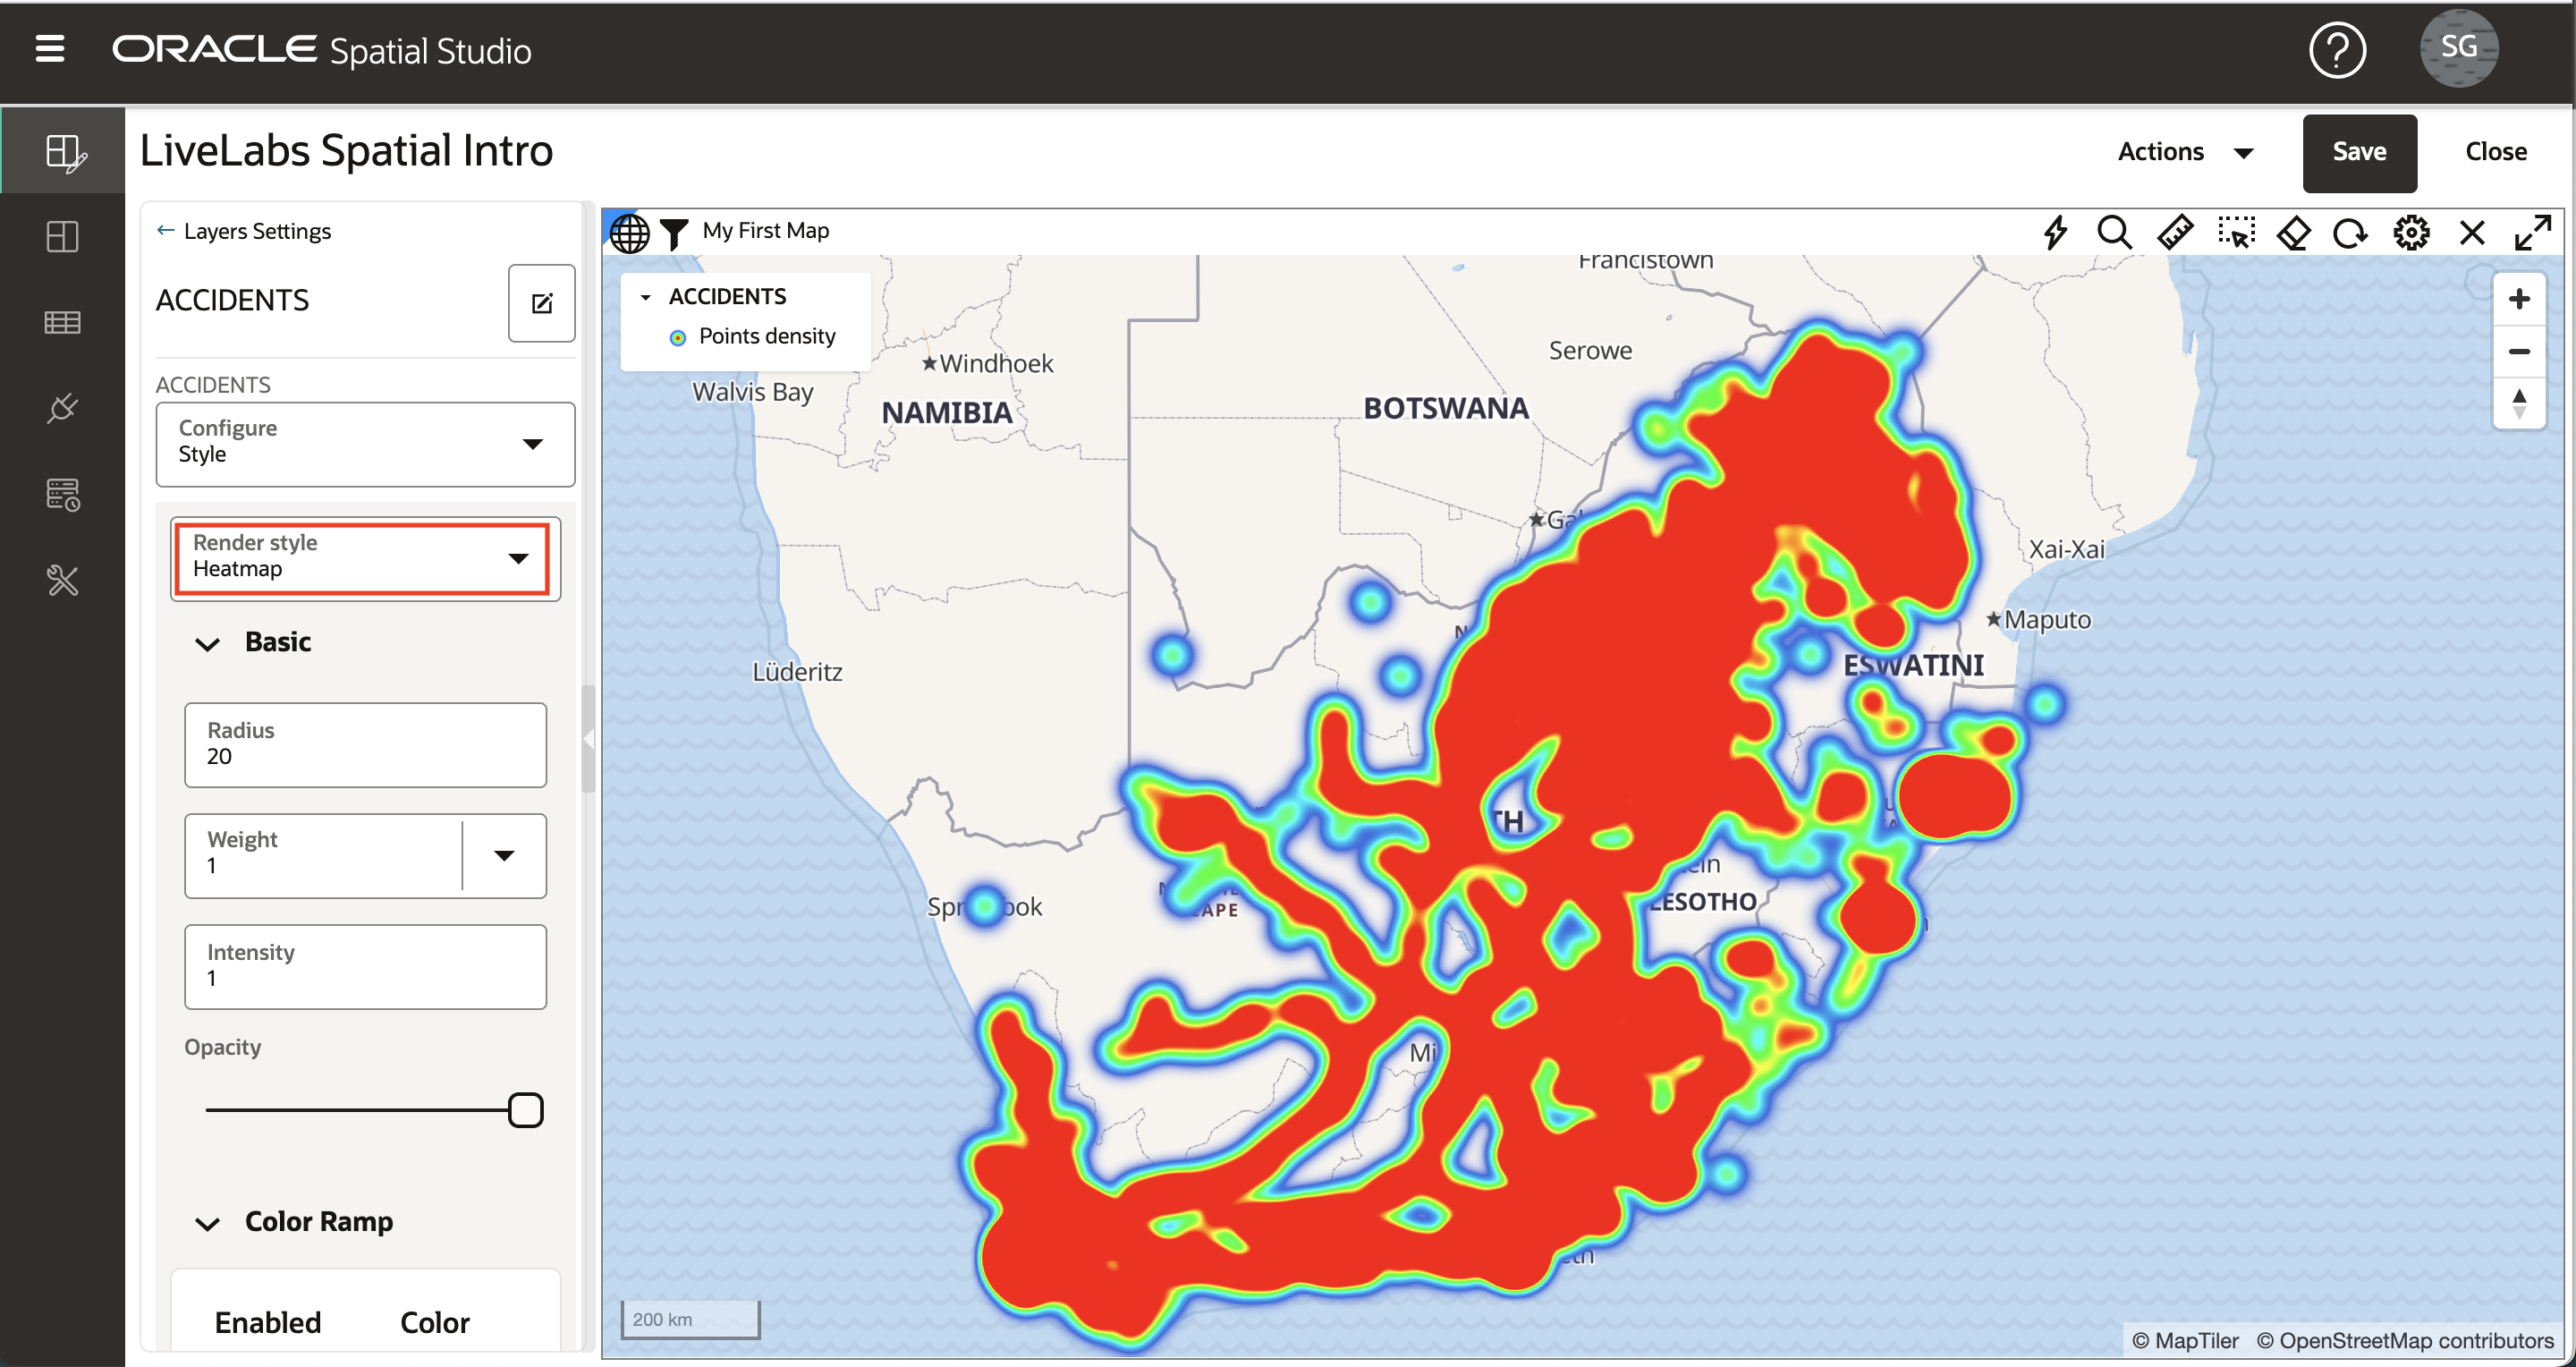 ORACLE Spatial Studio
SG
LiveLabs Spatial Intro
Actions
Save
Close
← Layers Settings
ACCIDENTS
ACCIDENTS
Configure
Style
Render style
Heatmap
Basic
Radius
20
Weight
1
Intensity
1
Opacity
Color Ramp
Enabled
Color
My First Map
ACCIDENTS
Points density
Francistown
Serowe
Windhoek
Walvis Bay
NAMIBIA
BOTSWANA
Xai-Xai
Maputo
ESWATINI
Lüderitz
LESOTHO
200 km
© MapTiler © OpenStreetMap contributors